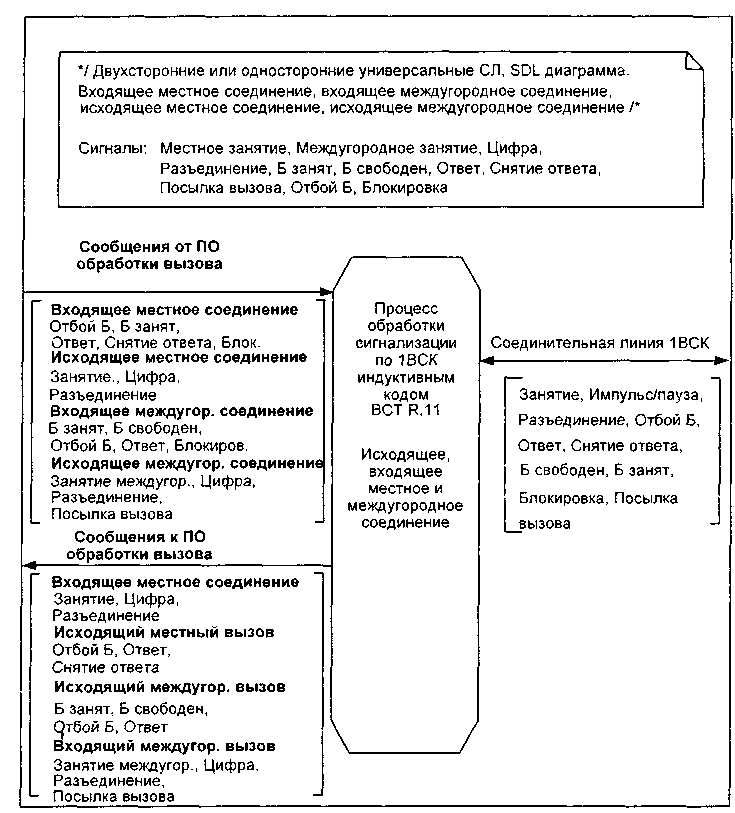 */ Двухсторонние или односторонние универсальные СЛ, SDL диаграмма.
Входящее местное соединение, входящее междугородное соединение,
исходящее местное соединение, исходящее междугородное соединение /*
Сигналы: Местное занятие, Междугородное занятие, Цифра,
Разъединение, Б занят, Б свободен, Ответ, Снятие ответа,
Посылка вызова, Отбой Б, Блокировка
Сообщения от ПО
обработки вызова
Входящее местное соединение
Отбой Б, Б занят,
Ответ, Снятие ответа, Блок.
Исходящее местное соединение
Занятие., Цифра,
Разъединение
Входящее междугор. соединение
Б занят, Б свободен,
Отбой Б, Ответ, Блокиров.
Исходящее междугор. соединение
Занятие междугор., Цифра,
Разъединение,
Посылка вызова
Сообщения к ПО
обработки вызова
Входящее местное соединение
Занятие, Цифра,
Разъединение
Исходящий местный вызов
Отбой Б, Ответ,
Снятие ответа
Исходящий междугор. вызов
Б занят, Б свободен,
Отбой Б, Ответ
Входящий междугор. вызов
Занятие междугор., Цифра,
Разъединение,
Посылка вызова
Процесс
обработки
сигнализации
по 1ВСК
индуктивным
кодом
ВСТ R.11
Исходящее,
входящее
местное и
междугородное
соединение
Соединительная линия 1ВСК
Занятие, Импульс/пауза,
Разъединение, Отбой Б,
Ответ, Снятие ответа,
Б свободен, Б занят,
Блокировка, Посылка
вызова